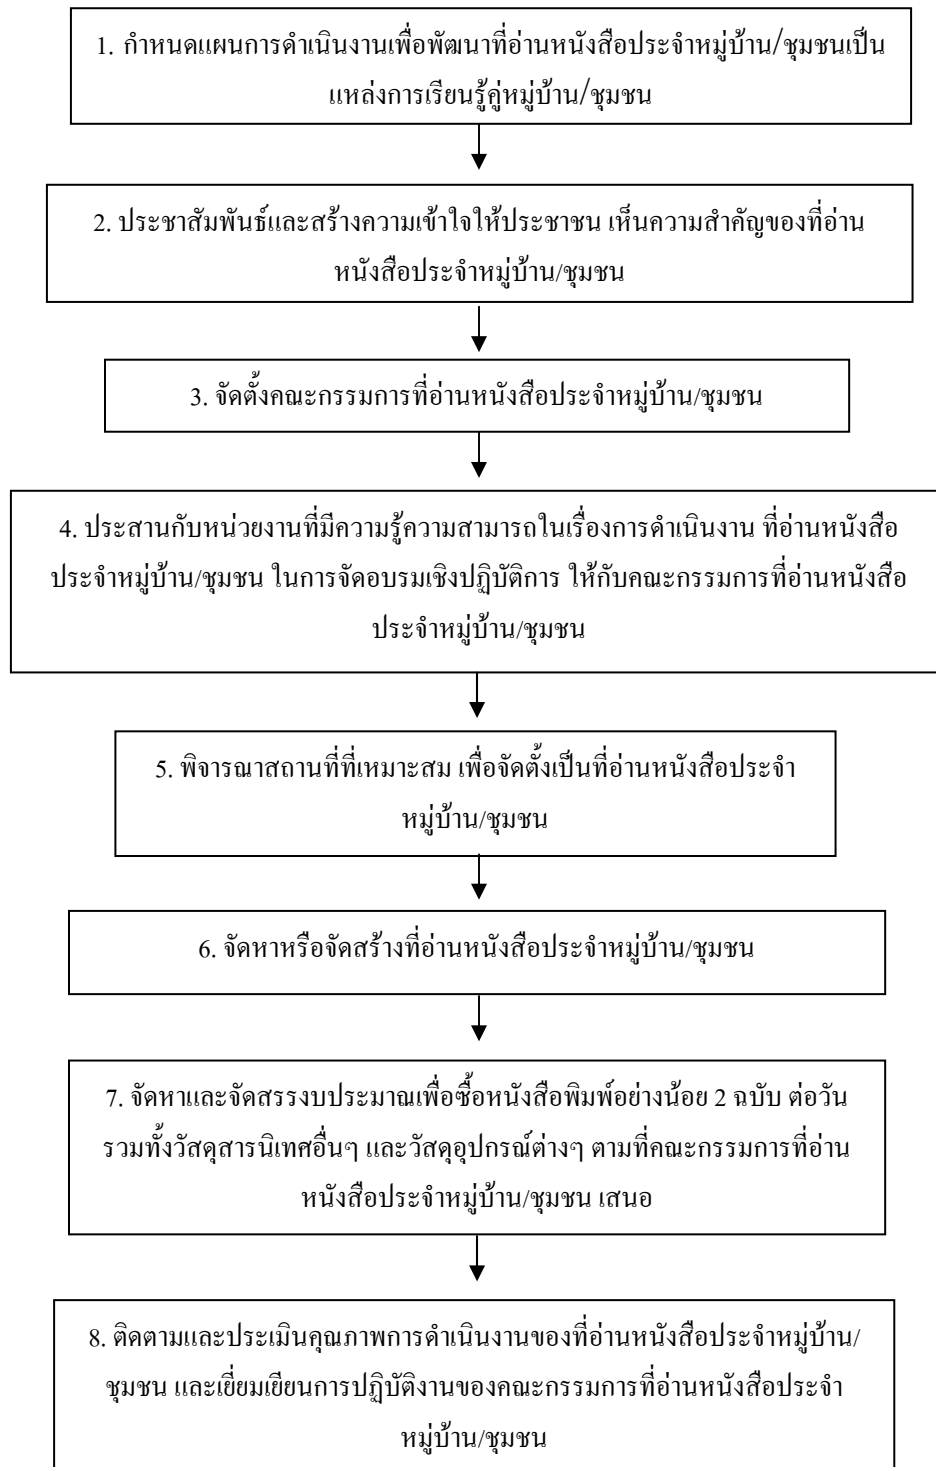 1. กำหนดแผนการดำเนินงานเพื่อพัฒนาที่อ่านหนังสือประจำหมู่บ้าน/ชุมชนเป็น
แหล่งการเรียนรู้คู่หมู่บ้าน/ชุมชน
2. ประชาสัมพันธ์และสร้างความเข้าใจให้ประชาชน เห็นความสำคัญของที่อ่าน
หนังสือประจำหมู่บ้าน/ชุมชน
3. จัดตั้งคณะกรรมการที่อ่านหนังสือประจำหมู่บ้าน/ชุมชน
4. ประสานกับหน่วยงานที่มีความรู้ความสามารถในเรื่องการดำเนินงาน ที่อ่านหนังสือ
ประจำหมู่บ้าน/ชุมชน ในการจัดอบรมเชิงปฏิบัติการ ให้กับคณะกรรมการที่อ่านหนังสือ
ประจำหมู่บ้าน/ชุมชน
5. พิจารณาสถานที่ที่เหมาะสม เพื่อจัดตั้งเป็นที่อ่านหนังสือประจำ
หมู่บ้าน/ชุมชน
6. จัดหาหรือจัดสร้างที่อ่านหนังสือประจำหมู่บ้าน/ชุมชน
7. จัดหาและจัดสรรงบประมาณเพื่อซื้อหนังสือพิมพ์อย่างน้อย 2 ฉบับ ต่อวัน
รวมทั้งวัสดุสารนิเทศอื่นๆ และวัสดุอุปกรณ์ต่างๆ ตามที่คณะกรรมการที่อ่าน
หนังสือประจำหมู่บ้าน/ชุมชน เสนอ
8. ติดตามและประเมินคุณภาพการดำเนินงานของที่อ่านหนังสือประจำหมู่บ้าน/
ชุมชน และเยี่ยมเยียนการปฏิบัติงานของคณะกรรมการที่อ่านหนังสือประจำ
หมู่บ้าน/ชุมชน